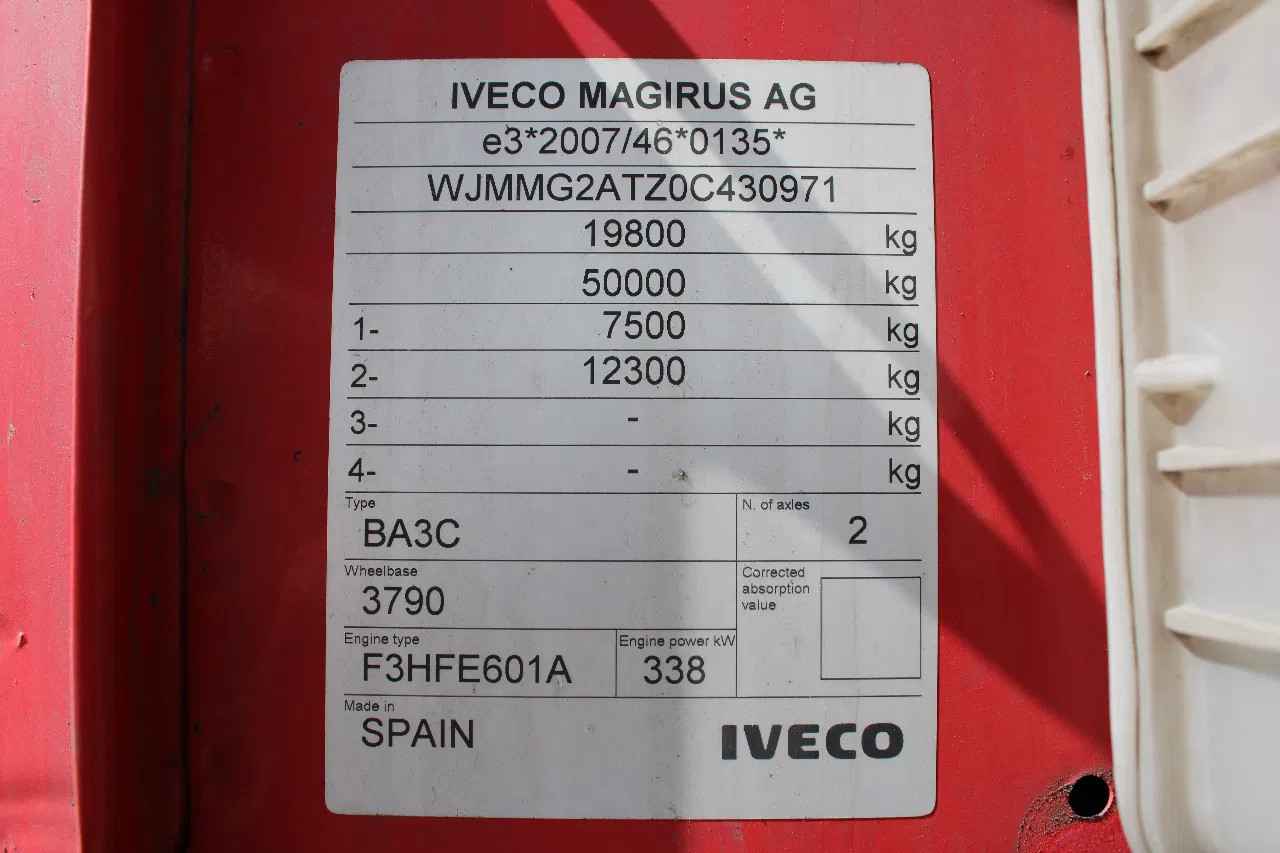 IVECO MAGIRUS AG
e3*2007/46*0135*
WJMMG2ATZ0C430971
19800 kg
50000 kg
1- 7500 kg
2- 12300 kg
3- - kg
4- - kg
Type N. of axles
BA3C 2
Wheelbase Corrected
absorption
value
3790
Engine type Engine power kW
F3HFE601A 338
Made in
SPAIN IVECO